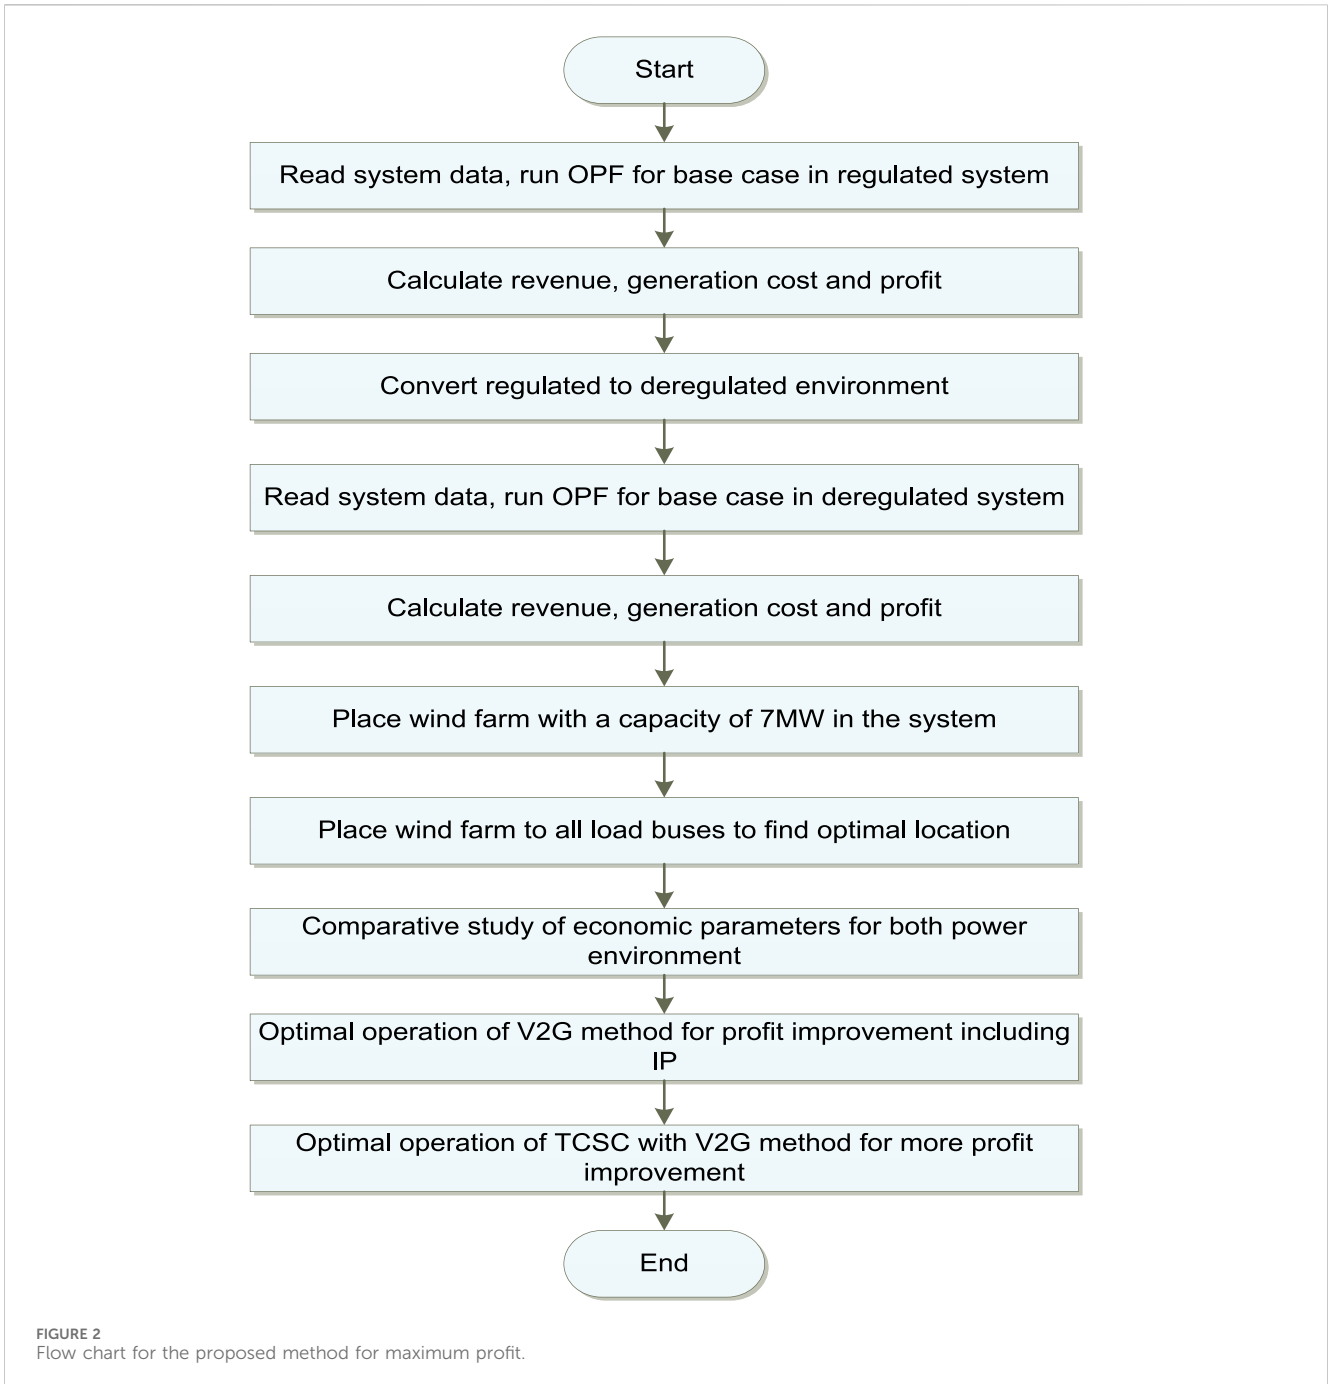 Start
Read system data, run OPF for base case in regulated system
Calculate revenue, generation cost and profit
Convert regulated to deregulated environment
Read system data, run OPF for base case in deregulated system
Calculate revenue, generation cost and profit
Place wind farm with a capacity of 7MW in the system
Place wind farm to all load buses to find optimal location
Comparative study of economic parameters for both power
environment
Optimal operation of V2G method for profit improvement including
IP
Optimal operation of TCSC with V2G method for more profit
improvement
End
FIGURE 2
Flow chart for the proposed method for maximum profit.